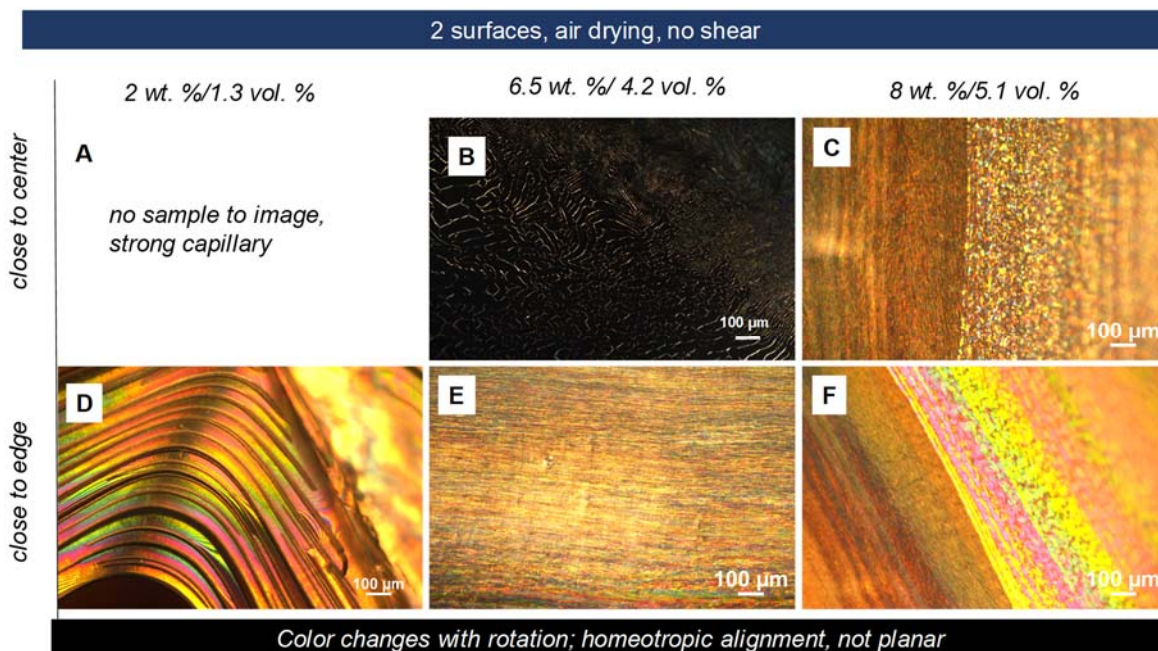 2 surfaces, air drying, no shear
2 wt. %/1.3 vol. %
6.5 wt. %/ 4.2 vol. %
8 wt. %/5.1 vol. %
close to center
A
no sample to image,
strong capillary
B
100 µm
C
100 µm
close to edge
D
100 µm
E
100 µm
F
100 µm
Color changes with rotation; homeotropic alignment, not planar